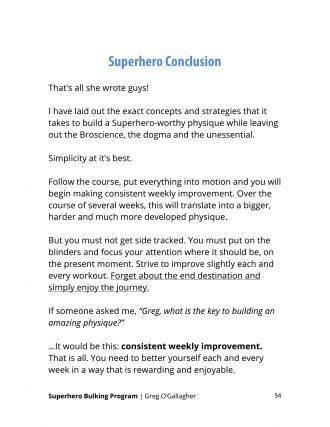 Superhero Conclusion
That's all she wrote guys!
I have laid out the exact concepts and strategies that it
takes to build a Superhero-worthy physique while leaving
out the Broscience, the dogma and the unessential.
Simplicity at it's best.
Follow the course, put everything into motion and you will
begin making consistent weekly improvement. Over the
course of several weeks, this will translate into a bigger,
harder and much more developed physique.
But you must not get side tracked. You must put on the
blinders and focus your attention where it should be, on
the present moment. Strive to improve slightly each and
every workout. Forget about the end destination and
simply enjoy the journey.
If someone asked me, “Greg, what is the key to building an
amazing physique?”
...It would be this: consistent weekly improvement.
That is all. You need to better yourself each and every
week in a way that is rewarding and enjoyable.
Superhero Bulking Program | Greg O'Gallagher 54